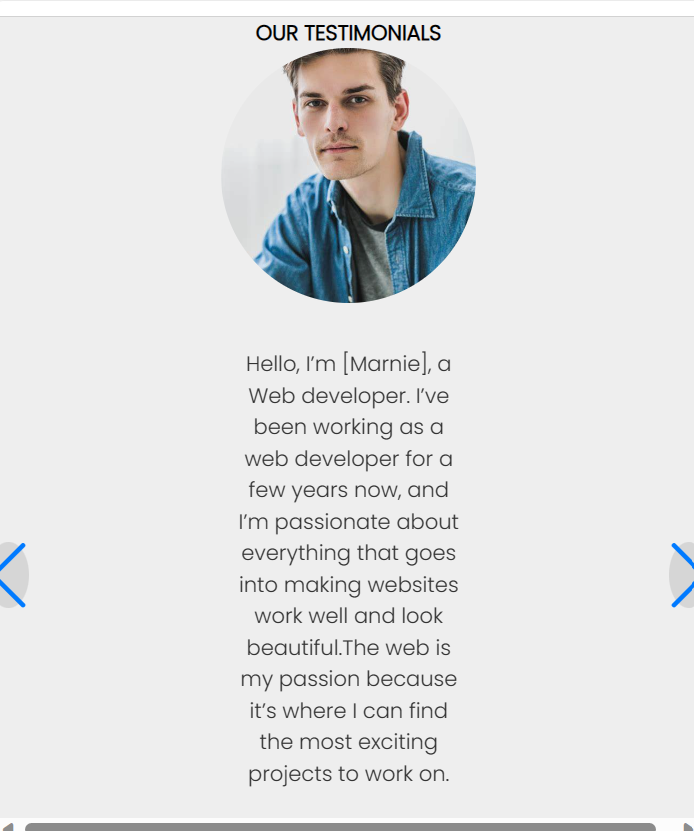 OUR TESTIMONIALS
Hello, I’m [Marnie], a
Web developer. I’ve
been working as a
web developer for a
few years now, and
I’m passionate about
everything that goes
into making websites
work well and look
beautiful.The web is
my passion because
it’s where I can find
the most exciting
projects to work on.